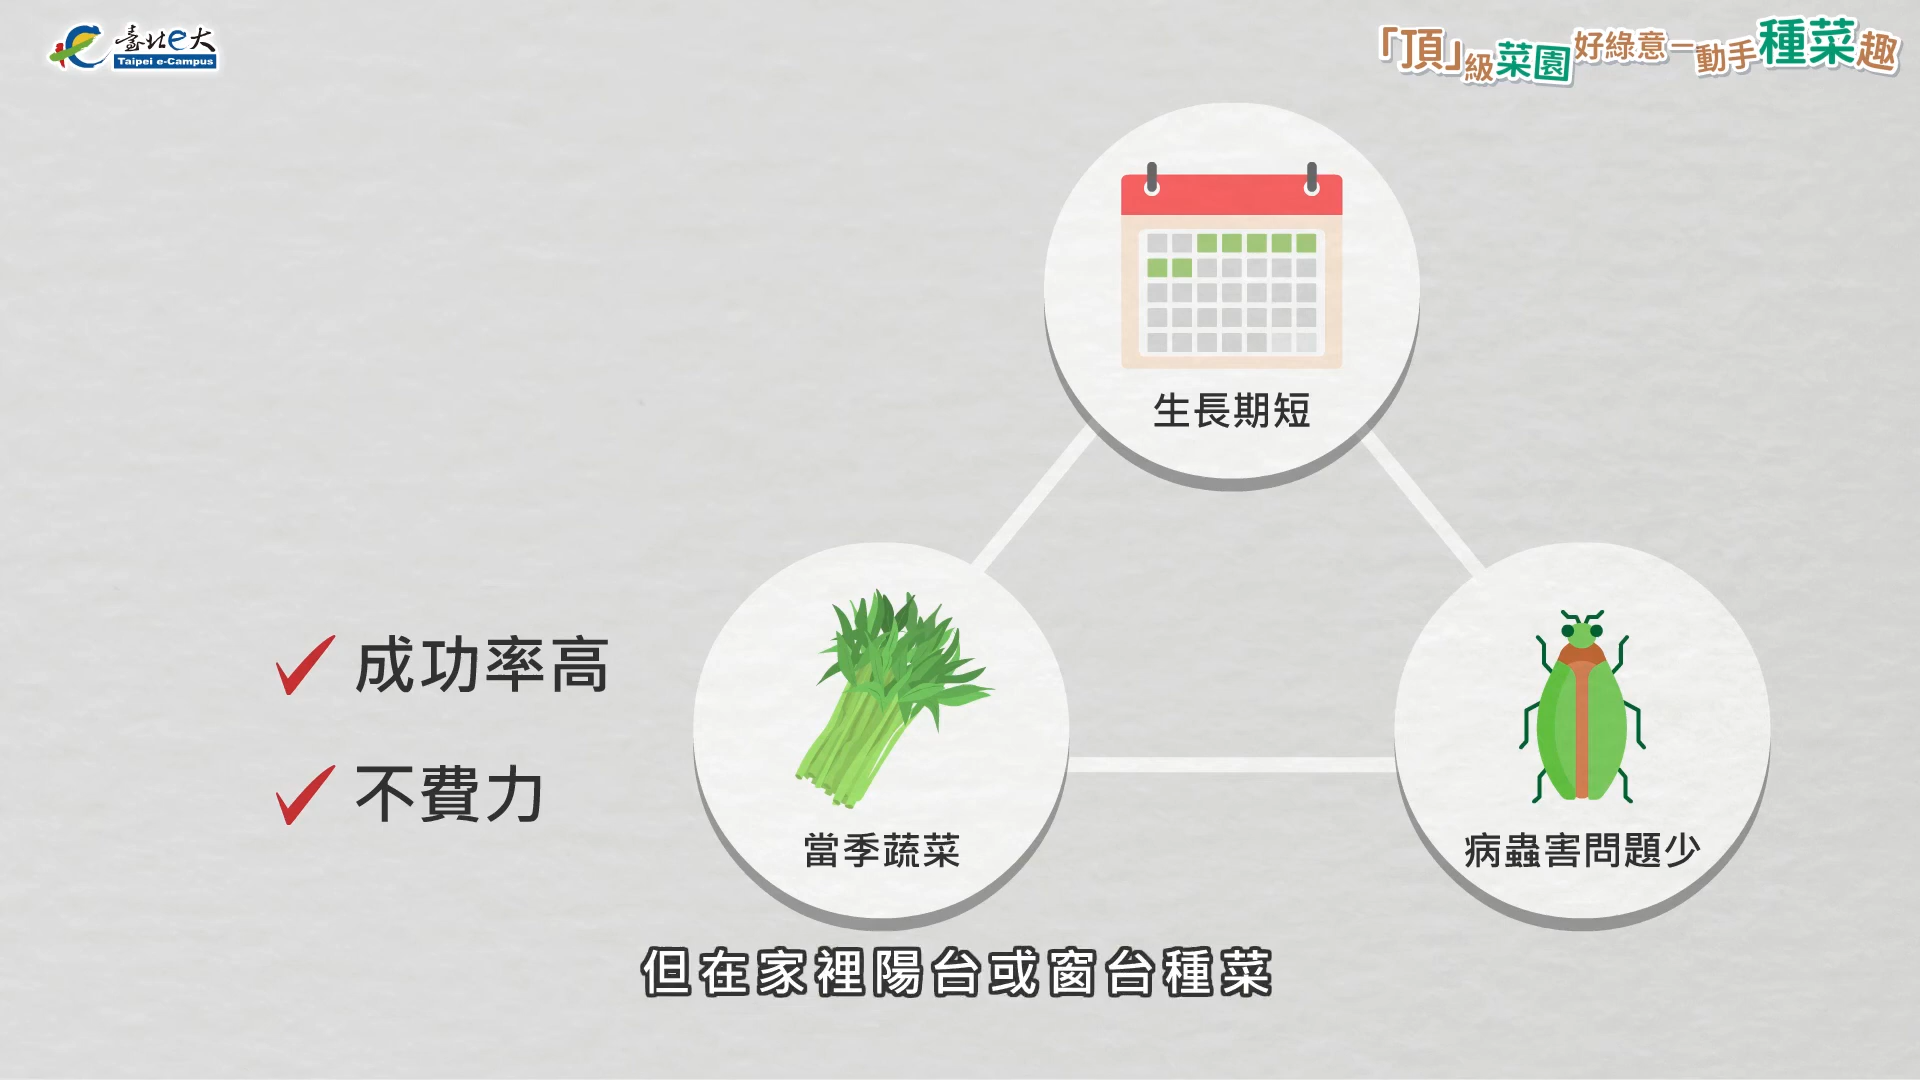 臺北e大
Taipei e-Campus
「頂」級菜園好綠意－動手種菜趣
生長期短
成功率高
不費力
當季蔬菜
病蟲害問題少
但在家裡陽台或窗台種菜